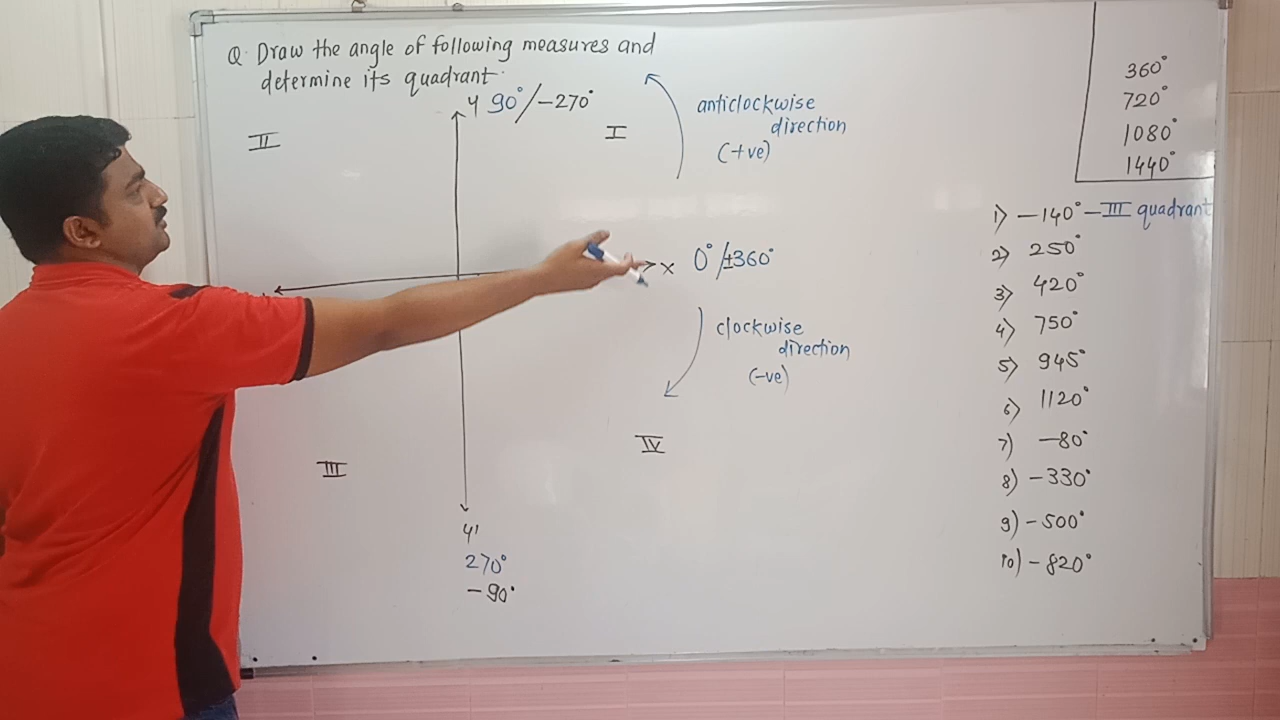 Q. Draw the angle of following measures and
determine its quadrant.
Y 90°/-270°
II
I
anticlockwise
direction
(+ve)
X 0°/±360°
clockwise
direction
(-ve)
III
IV
Y'
270°
-90°
360°
720°
1080°
1440°
1) -140° - III quadrant
2) 250°
3) 420°
4) 750°
5) 945°
6) 1120°
7) -80°
8) -330°
9) -500°
10) -820°